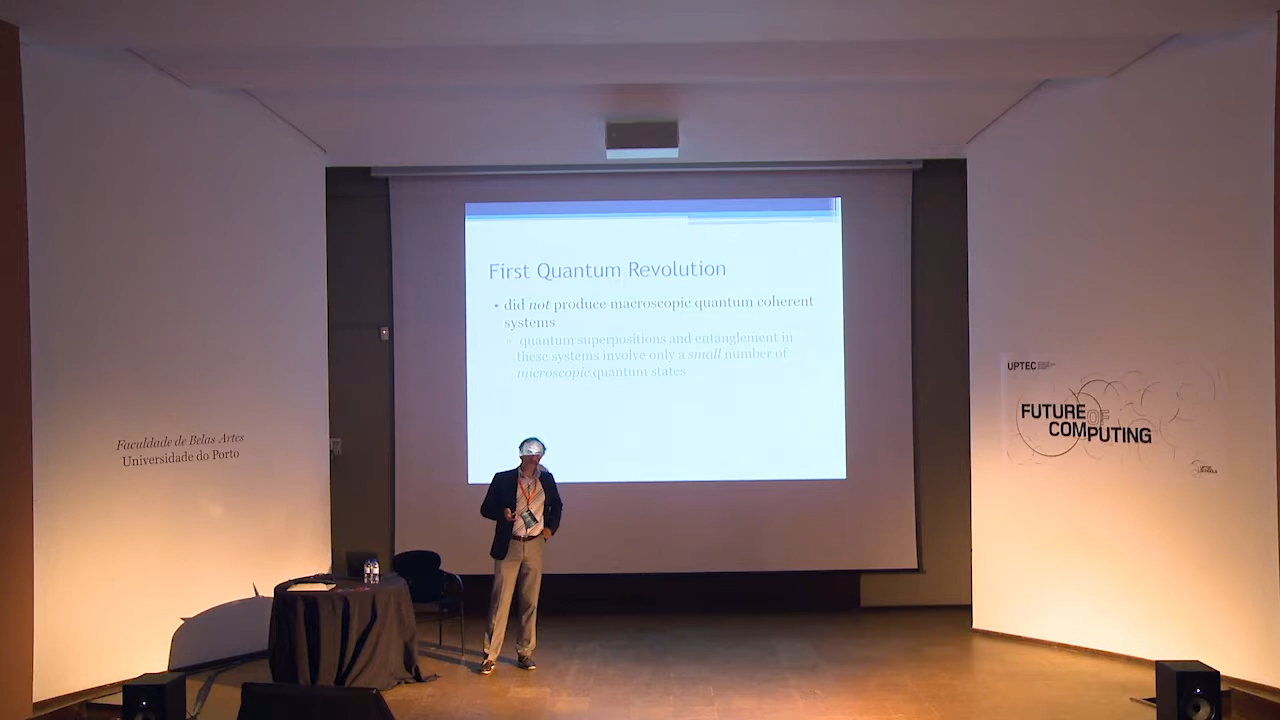 First Quantum Revolution
• did not produce macroscopic quantum coherent
systems
quantum superpositions and entanglement in
these systems involve only a small number of
microscopic quantum states
Faculdade de Belas Artes
Universidade do Porto
UPTEC
FUTURE OF
COMPUTING
UPTEC